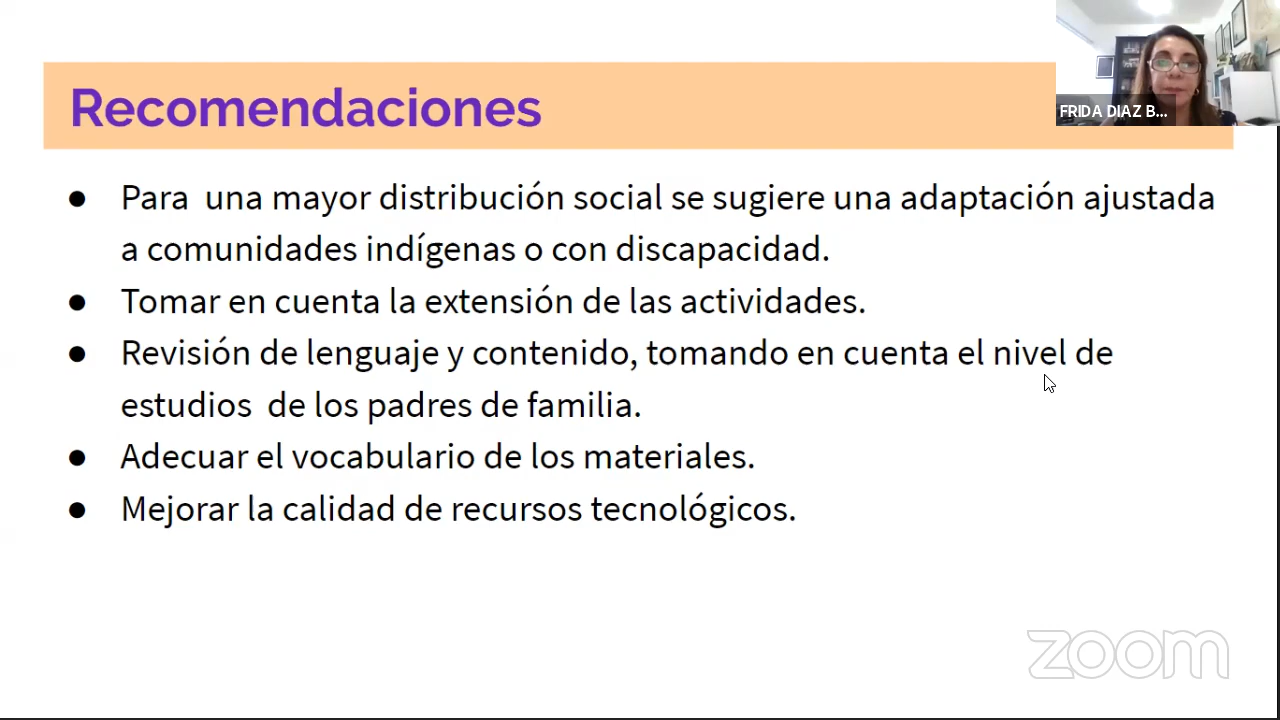 Recomendaciones
FRIDA DIAZ B...
● Para una mayor distribución social se sugiere una adaptación ajustada
a comunidades indígenas o con discapacidad.
● Tomar en cuenta la extensión de las actividades.
● Revisión de lenguaje y contenido, tomando en cuenta el nivel de
estudios de los padres de familia.
● Adecuar el vocabulario de los materiales.
● Mejorar la calidad de recursos tecnológicos.
zoom